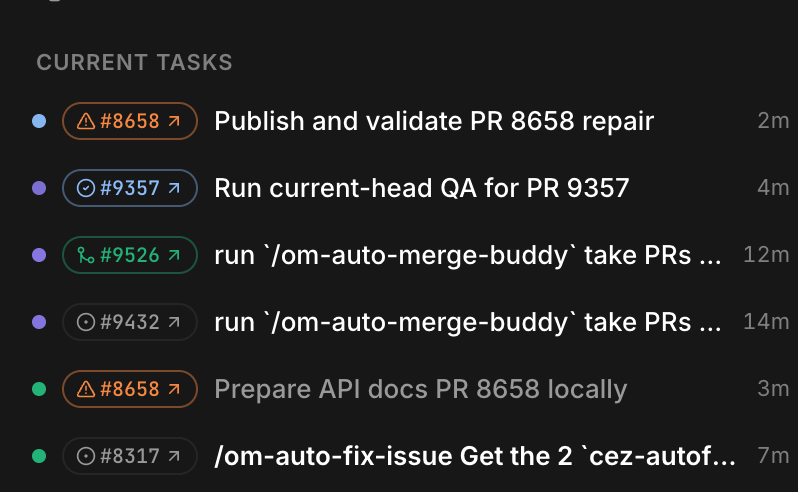 CURRENT TASKS
#8658 ↗ Publish and validate PR 8658 repair 2m
#9357 ↗ Run current-head QA for PR 9357 4m
#9526 ↗ run `/om-auto-merge-buddy` take PRs ... 12m
#9432 ↗ run `/om-auto-merge-buddy` take PRs ... 14m
#8658 ↗ Prepare API docs PR 8658 locally 3m
#8317 ↗ /om-auto-fix-issue Get the 2 `cez-autof... 7m